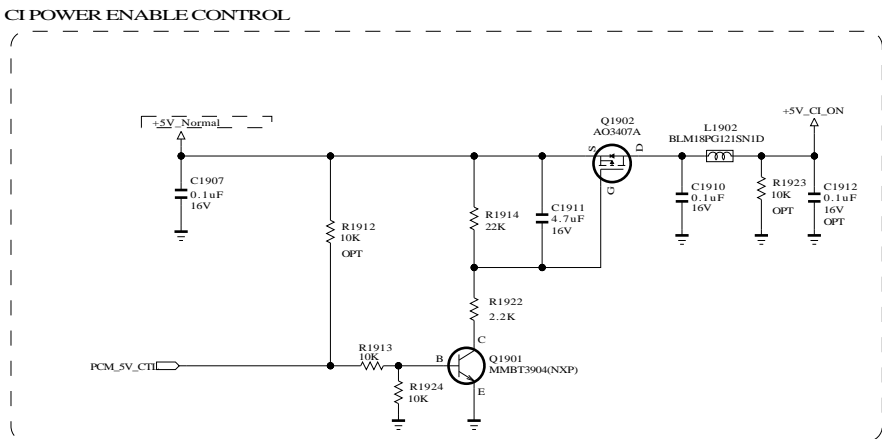 CI POWER ENABLE CONTROL
+5V_Normal
Q1902
AO3407A
L1902
BLM18PG121SN1D
+5V_CI_ON
S
D
G
C1907
0.1uF
16V
R1912
10K
OPT
R1914
22K
C1911
4.7uF
16V
C1910
0.1uF
16V
R1923
10K
OPT
C1912
0.1uF
16V
OPT
R1922
2.2K
PCM_5V_CTL
R1913
10K
R1924
10K
B
C
E
Q1901
MMBT3904(NXP)